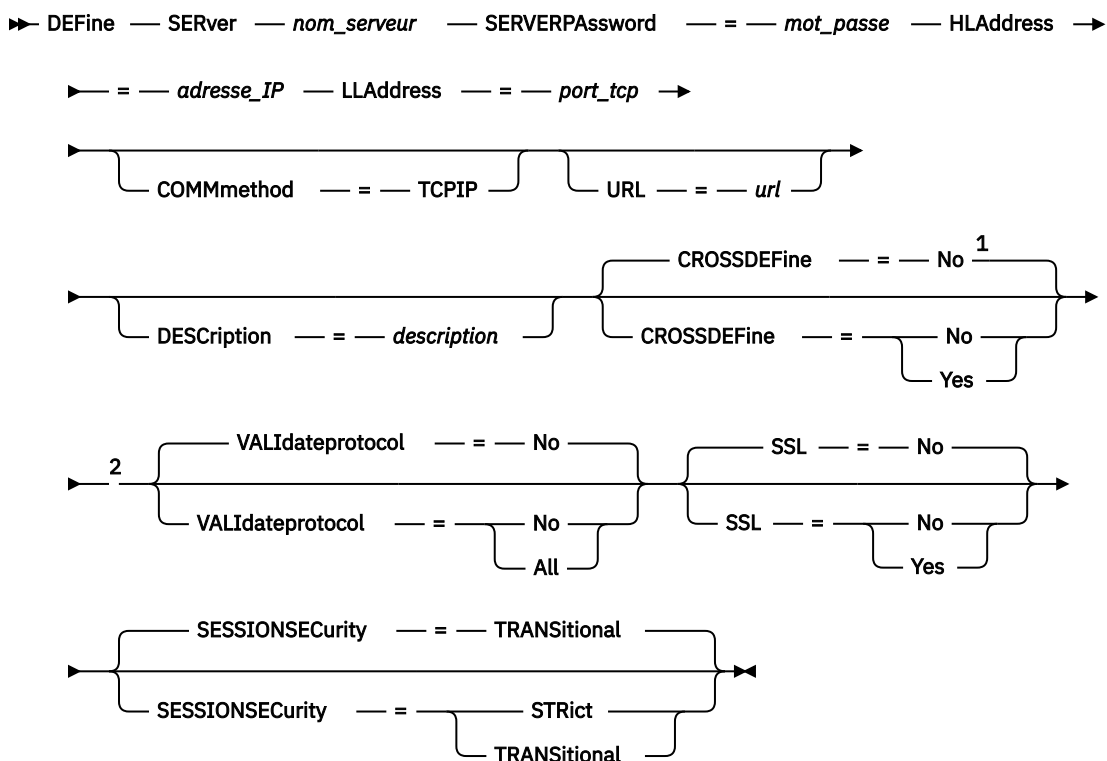 DEFine SERver nom_serveur SERVERPAssword = mot_passe HLAddress
= adresse_IP LLAddress = port_tcp
COMMmethod = TCPIP URL = url
CROSSDEFine = No 1
DESCription = description CROSSDEFine = No
Yes
2 VALIdateprotocol = No SSL = No
VALIdateprotocol = No SSL = No
All Yes
SESSIONSECurity = TRANSitional
SESSIONSECurity = STRict
TRANSitional